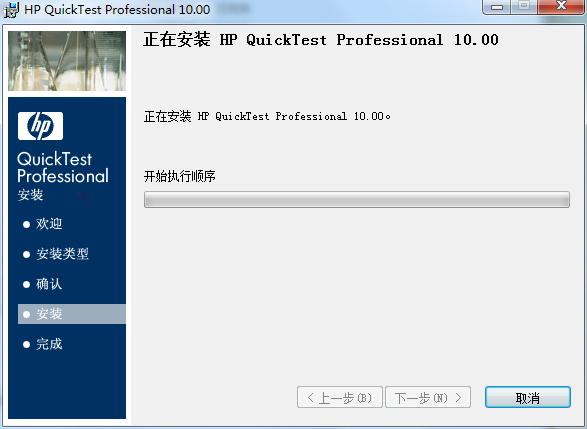 HP QuickTest Professional 10.00
正在安装 HP QuickTest Professional 10.00
正在安装 HP QuickTest Professional 10.00。
开始执行顺序
hp
QuickTest
Professional
安装
欢迎
安装类型
确认
安装
完成
< 上一步(B)
下一步(N) >
取消